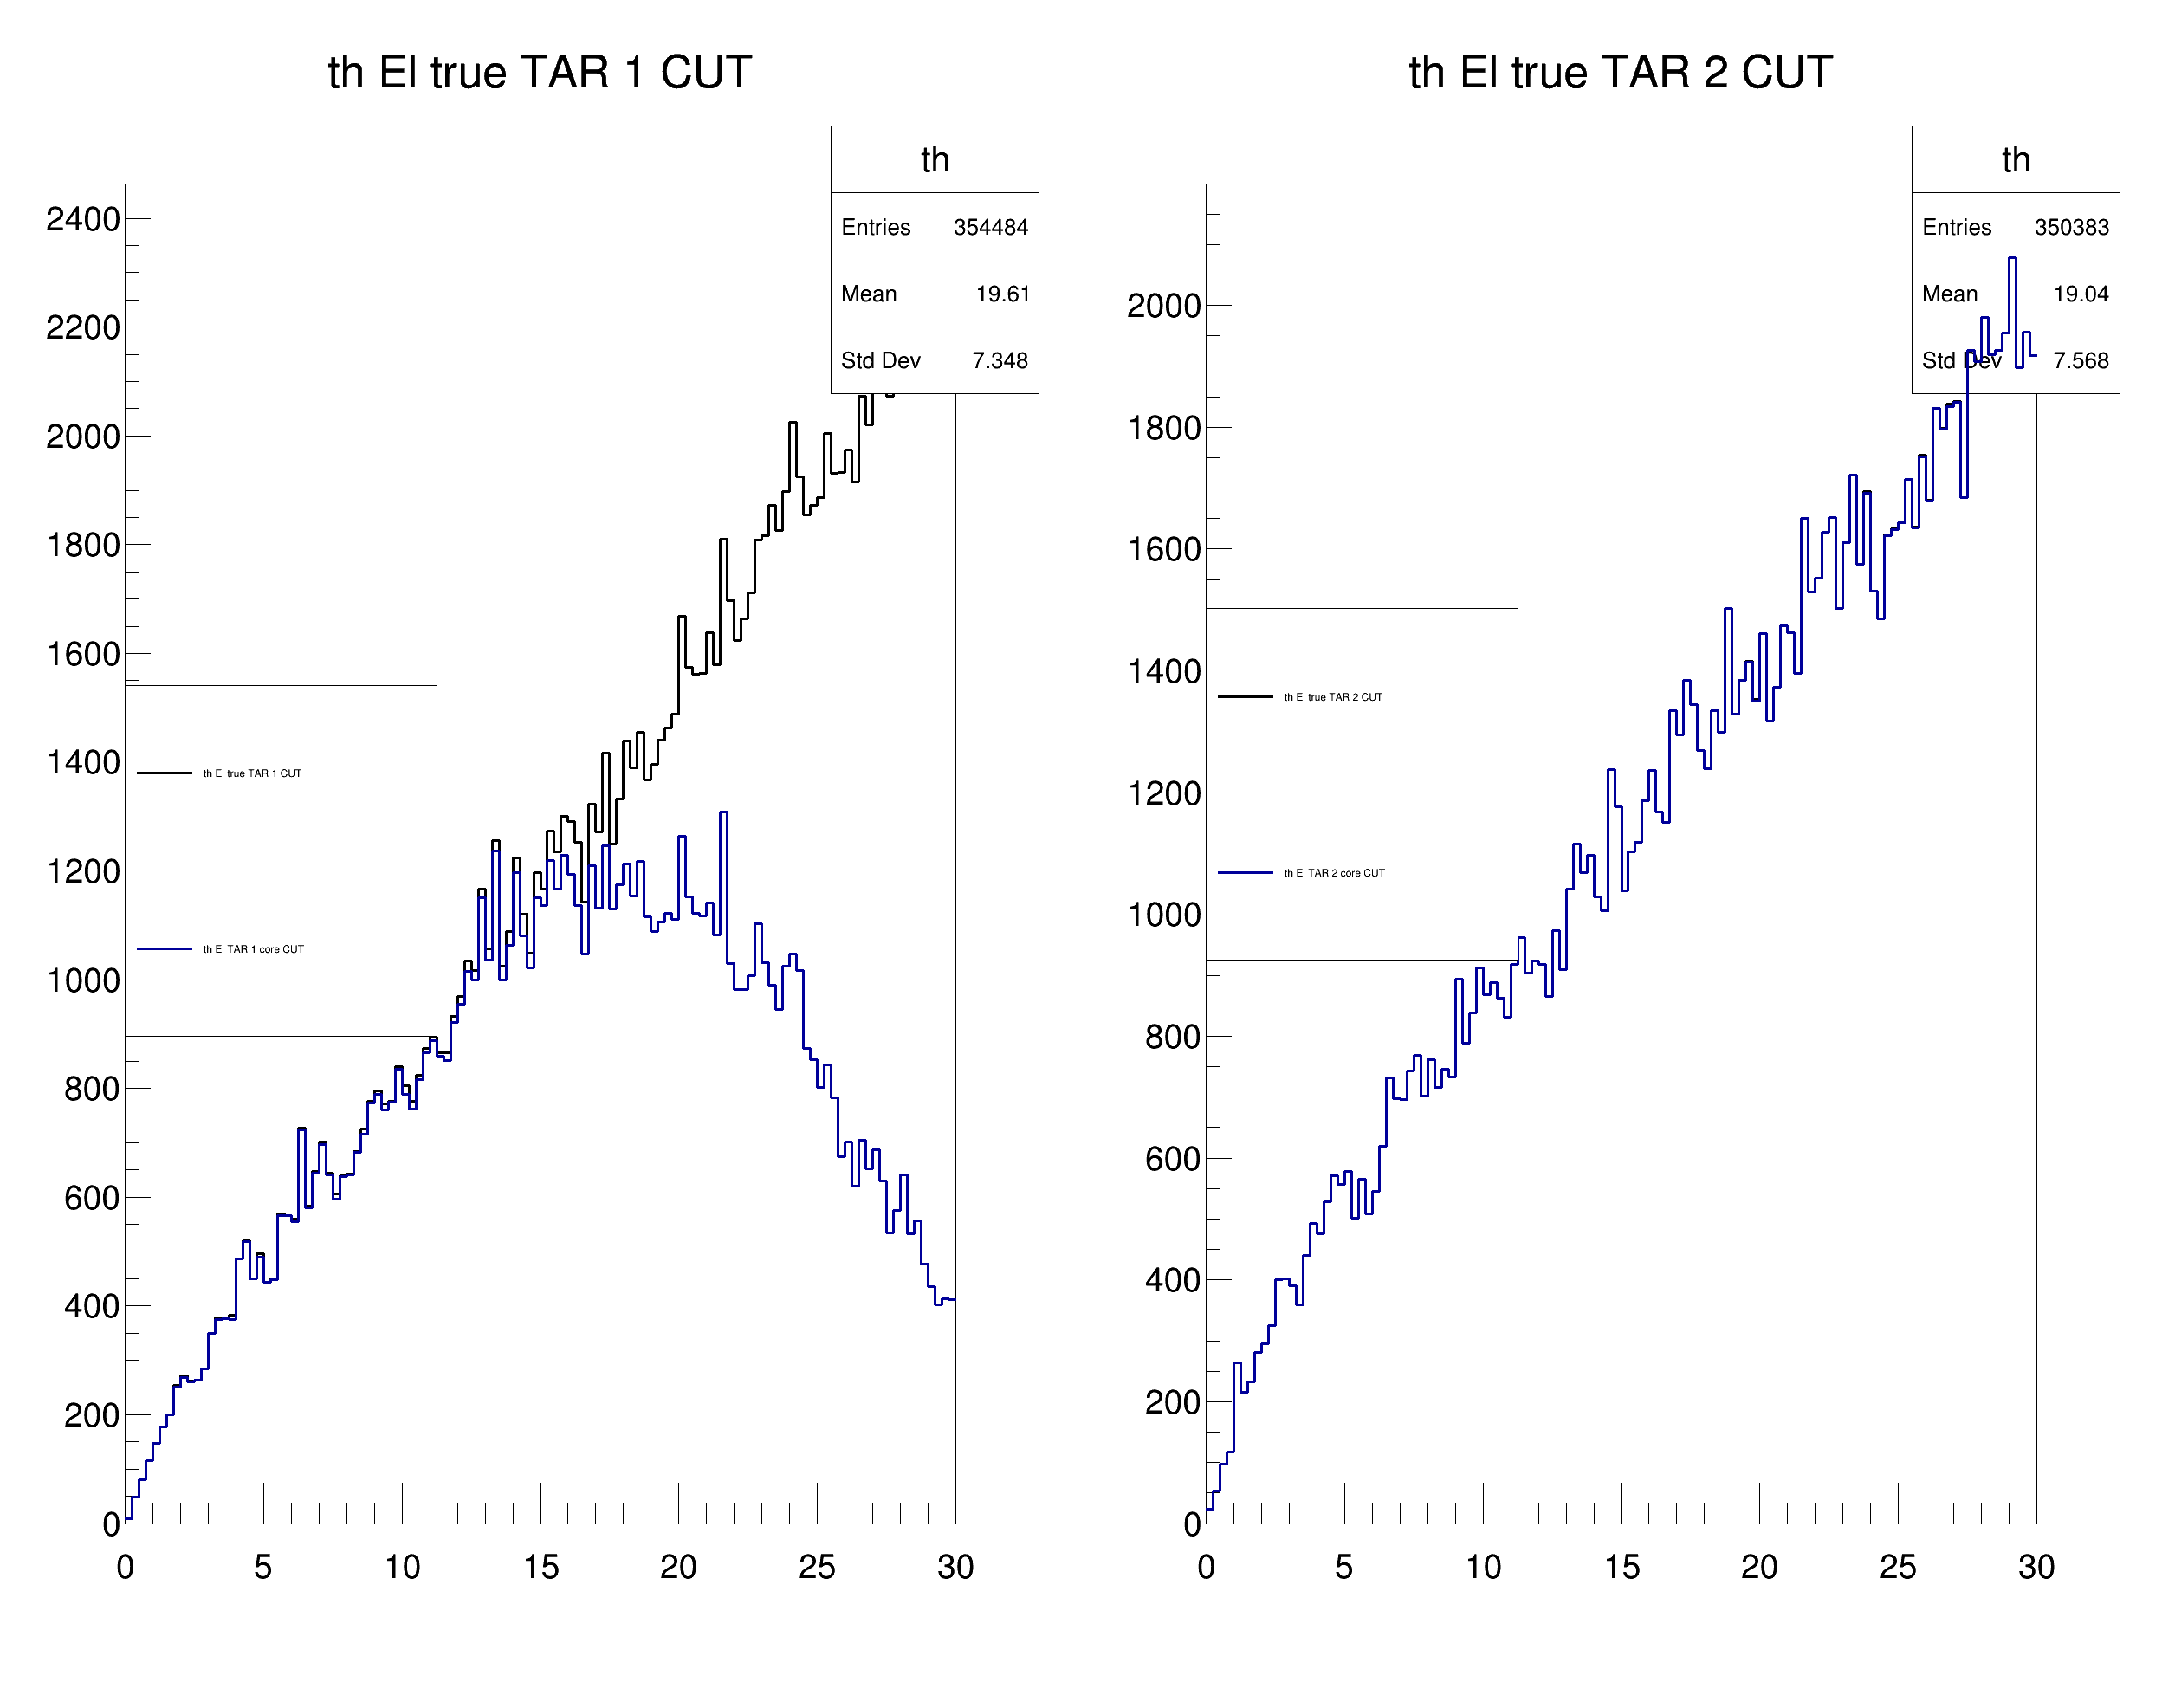 th El true TAR 1 CUT
th
Entries 354484
Mean 19.61
Std Dev 7.348
2400
2200
2000
1800
1600
1400
1200
1000
800
600
400
200
0
th El true TAR 1 CUT
th El TAR 1 core CUT
0 5 10 15 20 25 30
th El true TAR 2 CUT
th
Entries 350383
Mean 19.04
Std Dev 7.568
2000
1800
1600
1400
1200
1000
800
600
400
200
0
th El true TAR 2 CUT
th El TAR 2 core CUT
0 5 10 15 20 25 30